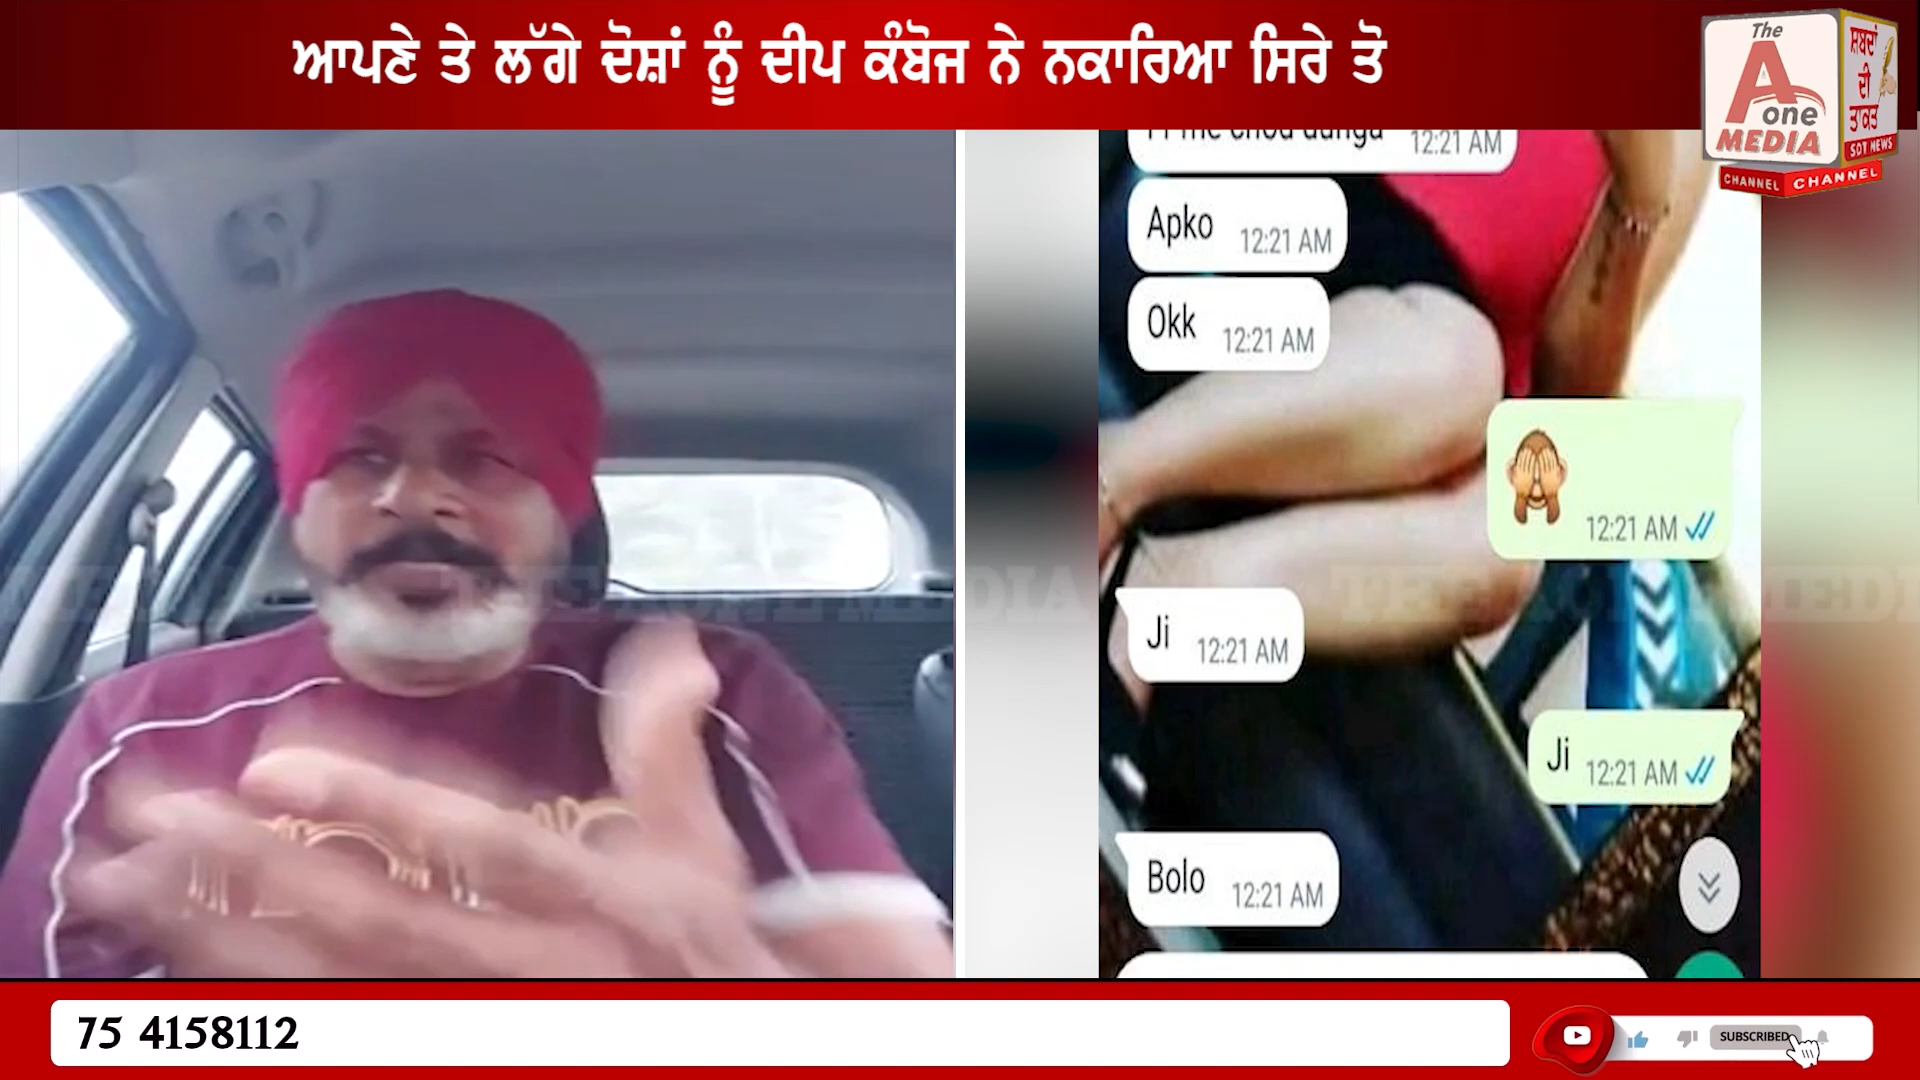 ਆਪਣੇ ਤੇ ਲੱਗੇ ਦੋਸ਼ਾਂ ਨੂੰ ਦੀਪ ਕੰਬੋਜ ਨੇ ਨਕਾਰਿਆ ਸਿਰੇ ਤੋ
The
A one
MEDIA
ਸ਼ਬਦਾਂ
ਦੀ
ਤਾਕਤ
SDT NEWS
CHANNEL CHANNEL
12:21 AM
Apko 12:21 AM
Okk 12:21 AM
12:21 AM
Ji 12:21 AM
Ji 12:21 AM
Bolo 12:21 AM
75 4158112
SUBSCRIBED